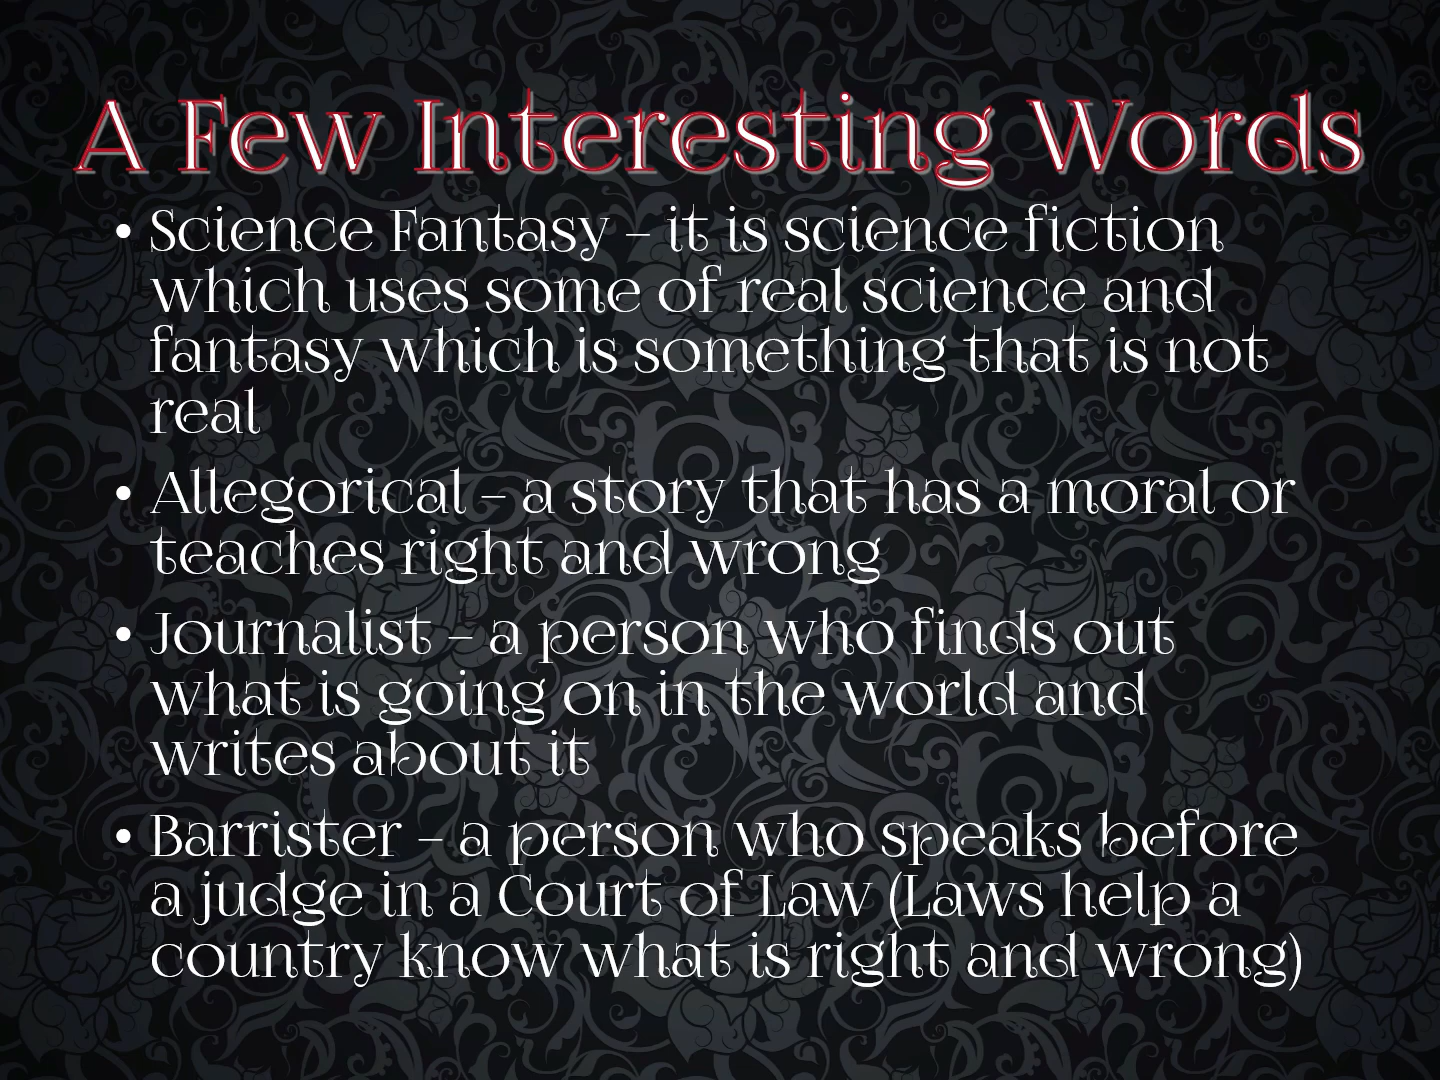 A Few Interesting Words
• Science Fantasy – it is science fiction
which uses some of real science and
fantasy which is something that is not
real
• Allegorical – a story that has a moral or
teaches right and wrong
• Journalist – a person who finds out
what is going on in the world and
writes about it
• Barrister – a person who speaks before
a judge in a Court of Law (Laws help a
country know what is right and wrong)